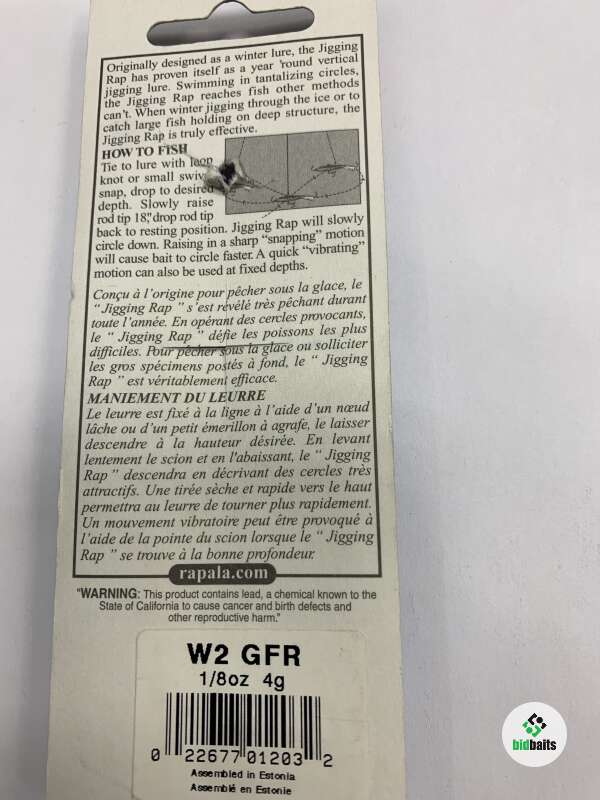 Originally designed as a winter lure, the Jigging
Rap has proven itself as a year 'round vertical
jigging lure. Swimming in tantalizing circles,
the Jigging Rap reaches fish other methods
can't. When winter jigging through the ice or to
catch large fish holding on deep structure, the
Jigging Rap is truly effective.
HOW TO FISH
Tie to lure with loop
knot or small swivel
snap, drop to desired
depth. Slowly raise
rod tip 18," drop rod tip
back to resting position. Jigging Rap will slowly
circle down. Raising in a sharp "snapping" motion
will cause bait to circle faster. A quick "vibrating"
motion can also be used at fixed depths.
Conçu à l'origine pour pêcher sous la glace, le
"Jigging Rap " s'est révélé très pêchant durant
toute l'année. En opérant des cercles provocants,
le " Jigging Rap " défie les poissons les plus
difficiles. Pour pêcher sous la glace ou solliciter
les gros spécimens postés à fond, le " Jigging
Rap " est véritablement efficace.
MANIEMENT DU LEURRE
Le leurre est fixé à la ligne à l'aide d'un nœud
lâche ou d'un petit émerillon à agrafe, le laisser
descendre à la hauteur désirée. En levant
lentement le scion et en l'abaissant, le " Jigging
Rap " descendra en décrivant des cercles très
attractifs. Une tirée sèche et rapide vers le haut
permettra au leurre de tourner plus rapidement.
Un mouvement vibratoire peut être provoqué à
l'aide de la pointe du scion lorsque le " Jigging
Rap " se trouve à la bonne profondeur.
rapala.com
"WARNING: This product contains lead, a chemical known to the
State of California to cause cancer and birth defects and
other reproductive harm."
W2 GFR
1/8oz 4g
0 22677 01203 2
Assembled in Estonia
Assemblé en Estonie
bidbaits